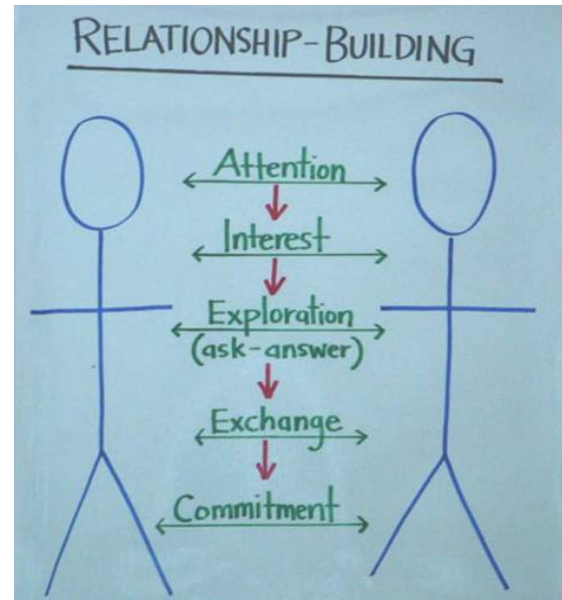 RELATIONSHIP-BUILDING
Attention
Interest
Exploration
(ask-answer)
Exchange
Commitment